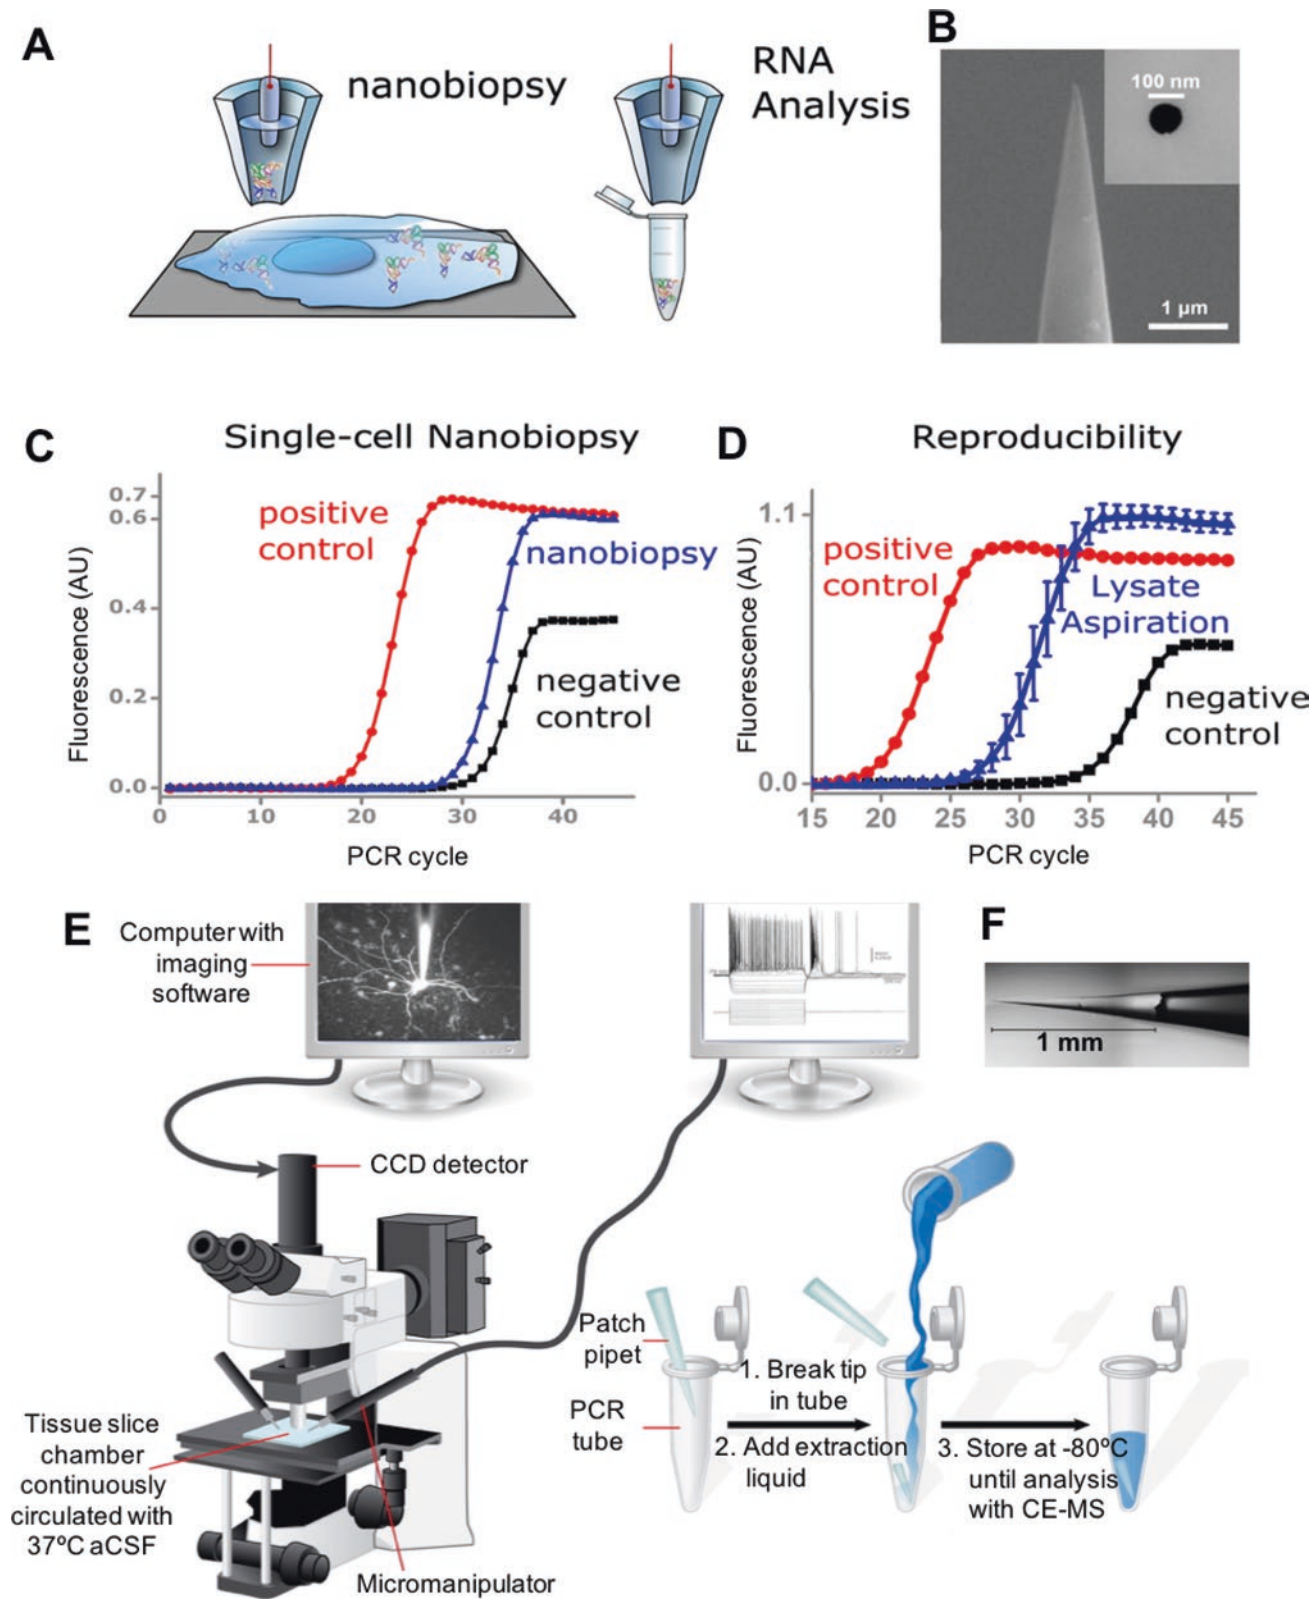 A
nanobiopsy
RNA
Analysis
B
100 nm
1 µm
C
Single-cell Nanobiopsy
Fluorescence (AU)
0.7
0.6
0.4
0.2
0.0
positive
control
nanobiopsy
negative
control
0 10 20 30 40
PCR cycle
D
Reproducibility
Fluorescence (AU)
1.1
0.0
positive
control
Lysate
Aspiration
negative
control
15 20 25 30 35 40 45
PCR cycle
E
Computer with
imaging
software
CCD detector
Tissue slice
chamber
continuously
circulated with
37ºC aCSF
Micromanipulator
F
1 mm
Patch
pipet
PCR
tube
1. Break tip
in tube
2. Add extraction
liquid
3. Store at -80ºC
until analysis
with CE-MS